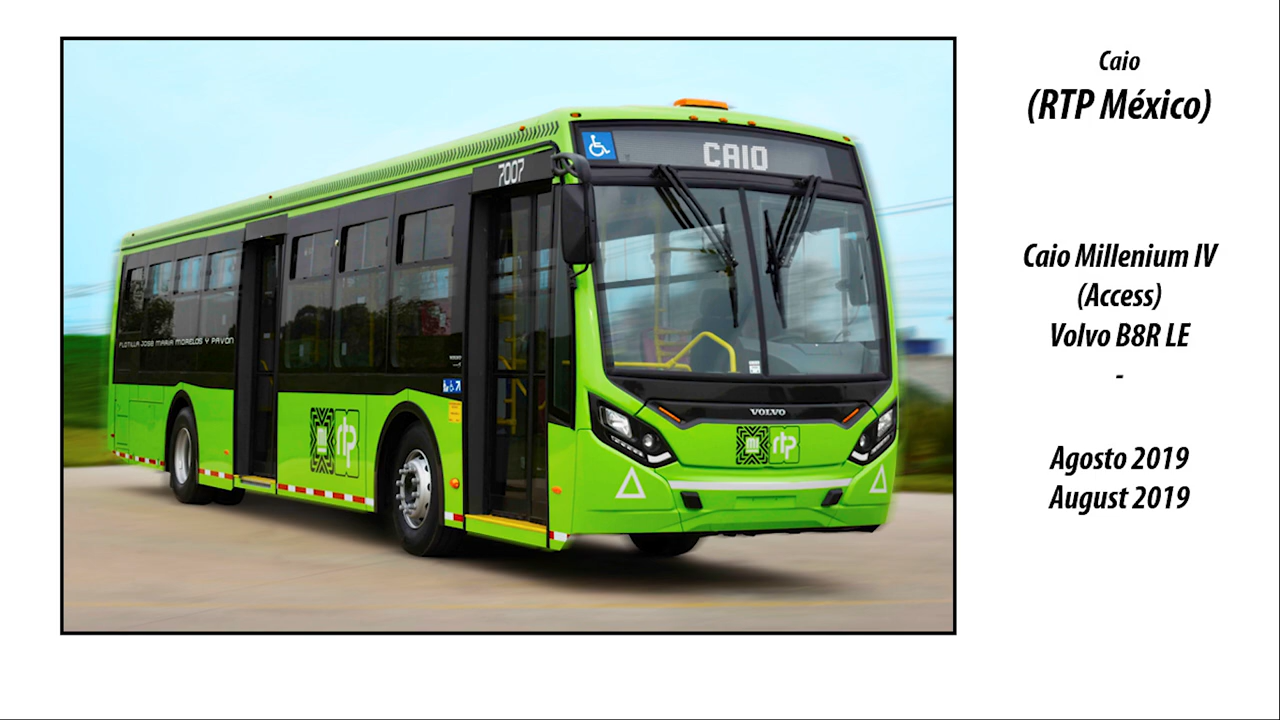 Caio
(RTP México)
CAIO
7007
Caio Millenium IV
(Access)
Volvo B8R LE
-
FLOTILLA JOSÉ MARÍA MORELOS Y PAVÓN
VOLVO
rtp
rtp
Agosto 2019
August 2019